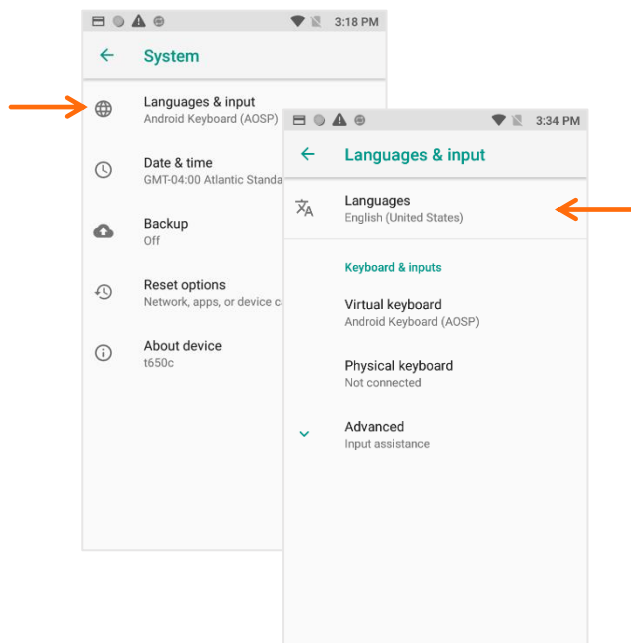 3:18 PM
System
Languages & input
Android Keyboard (AOSP)
Date & time
GMT-04:00 Atlantic Standa
Backup
Off
Reset options
Network, apps, or device c
About device
t650c
3:34 PM
Languages & input
Languages
English (United States)
Keyboard & inputs
Virtual keyboard
Android Keyboard (AOSP)
Physical keyboard
Not connected
Advanced
Input assistance